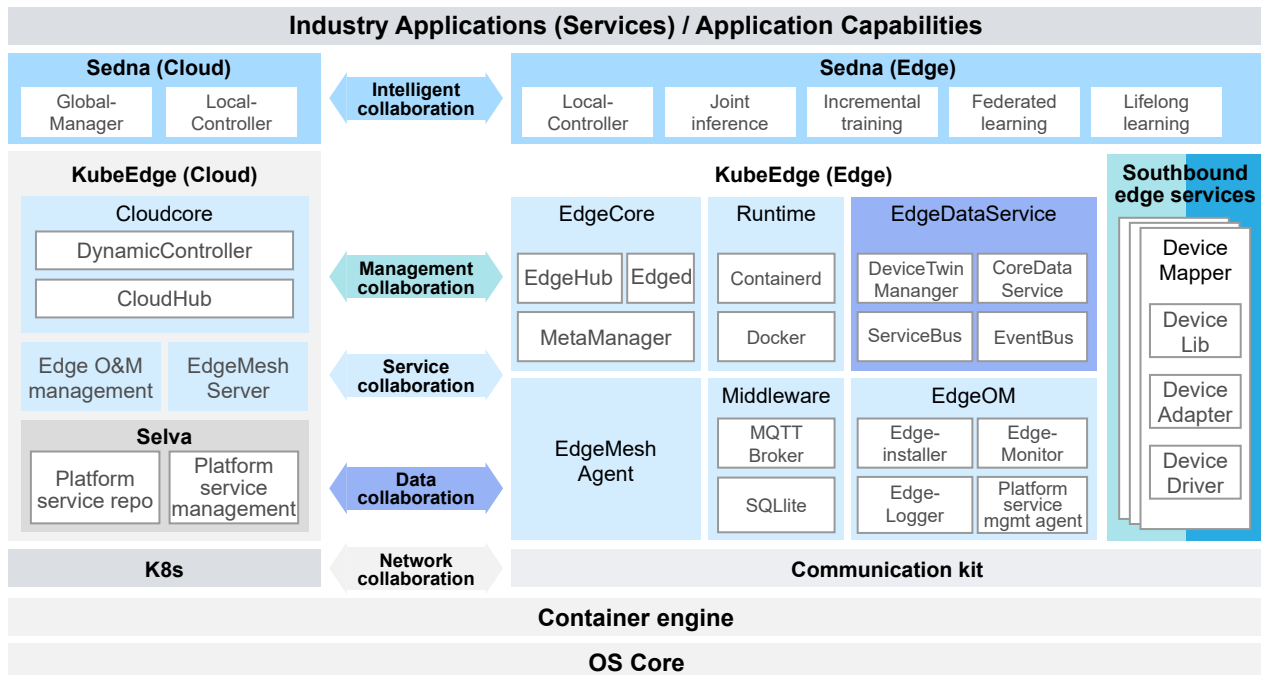 Industry Applications (Services) / Application Capabilities
Sedna (Cloud)
Global-
Manager
Local-
Controller
Intelligent
collaboration
Sedna (Edge)
Local-
Controller
Joint
inference
Incremental
training
Federated
learning
Lifelong
learning
KubeEdge (Cloud)
Cloudcore
DynamicController
CloudHub
Edge O&M
management
EdgeMesh
Server
Selva
Platform
service repo
Platform
service
management
K8s
Management
collaboration
Service
collaboration
Data
collaboration
Network
collaboration
KubeEdge (Edge)
EdgeCore
EdgeHub
Edged
MetaManager
Runtime
Containerd
Docker
EdgeDataService
DeviceTwin
Mananger
CoreData
Service
ServiceBus
EventBus
EdgeMesh
Agent
Middleware
MQTT
Broker
SQLlite
EdgeOM
Edge-
installer
Edge-
Monitor
Edge-
Logger
Platform
service
mgmt agent
Southbound
edge services
Device
Mapper
Device
Lib
Device
Adapter
Device
Driver
Communication kit
Container engine
OS Core